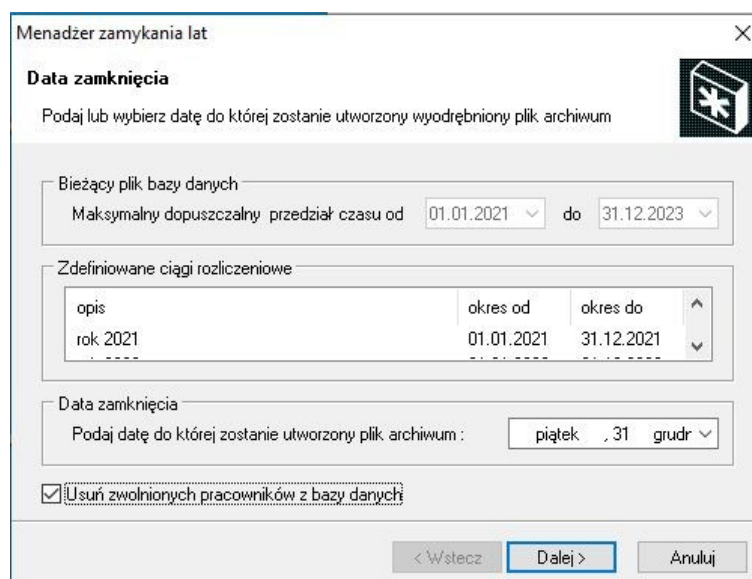 Menadżer zamykania lat
Data zamknięcia
Podaj lub wybierz datę do której zostanie utworzony wyodrębniony plik archiwum
Bieżący plik bazy danych
Maksymalny dopuszczalny przedział czasu od 01.01.2021 do 31.12.2023
Zdefiniowane ciągi rozliczeniowe
opis okres od okres do
rok 2021 01.01.2021 31.12.2021
Data zamknięcia
Podaj datę do której zostanie utworzony plik archiwum : piątek , 31 grudr
Usuń zwolnionych pracowników z bazy danych
< Wstecz Dalej > Anuluj